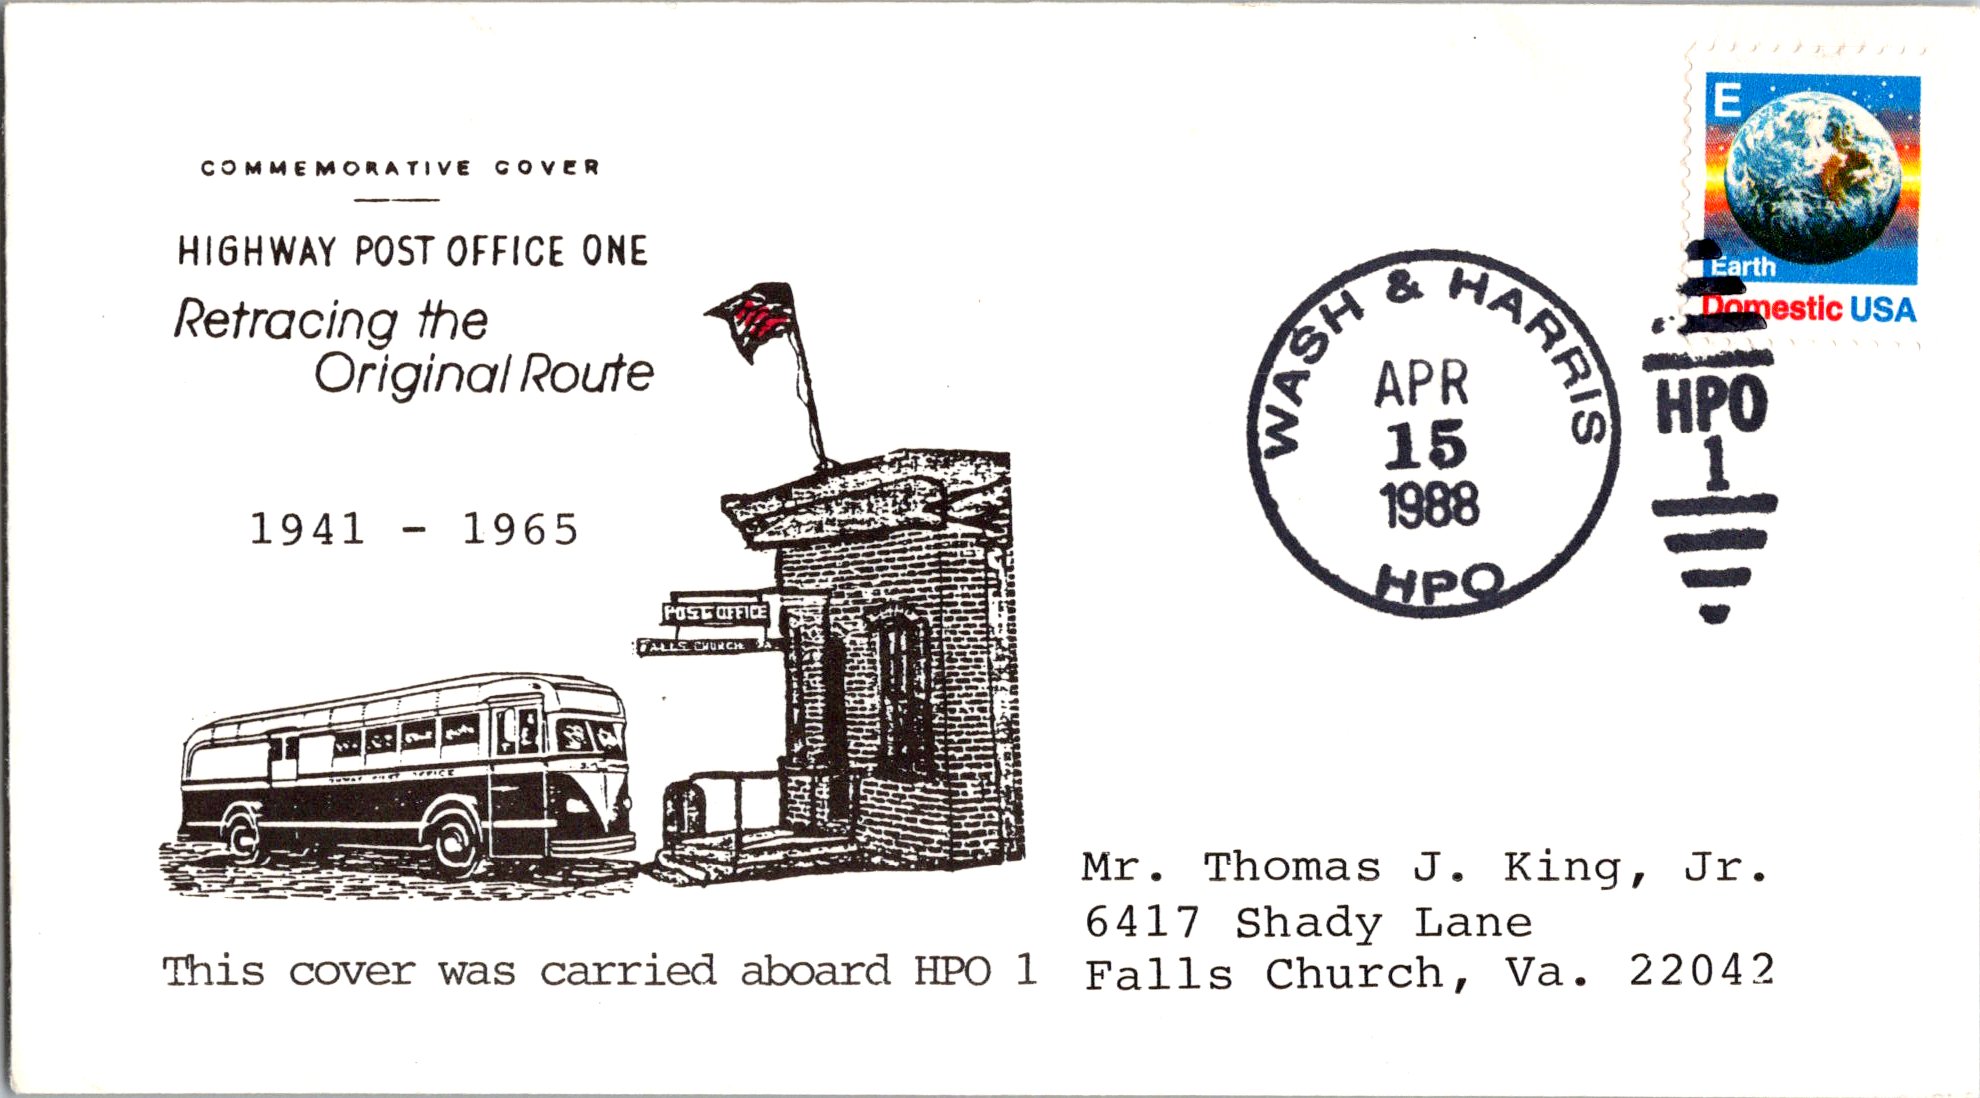 COMMEMORATIVE COVER
HIGHWAY POST OFFICE ONE
Retracing the
Original Route
1941 - 1965
POST OFFICE
FALLS CHURCH VA
This cover was carried aboard HPO 1
E
Earth
Domestic USA
WASH & HARRIS
APR
15
1988
HPO
HPO
1
Mr. Thomas J. King, Jr.
6417 Shady Lane
Falls Church, Va. 22042